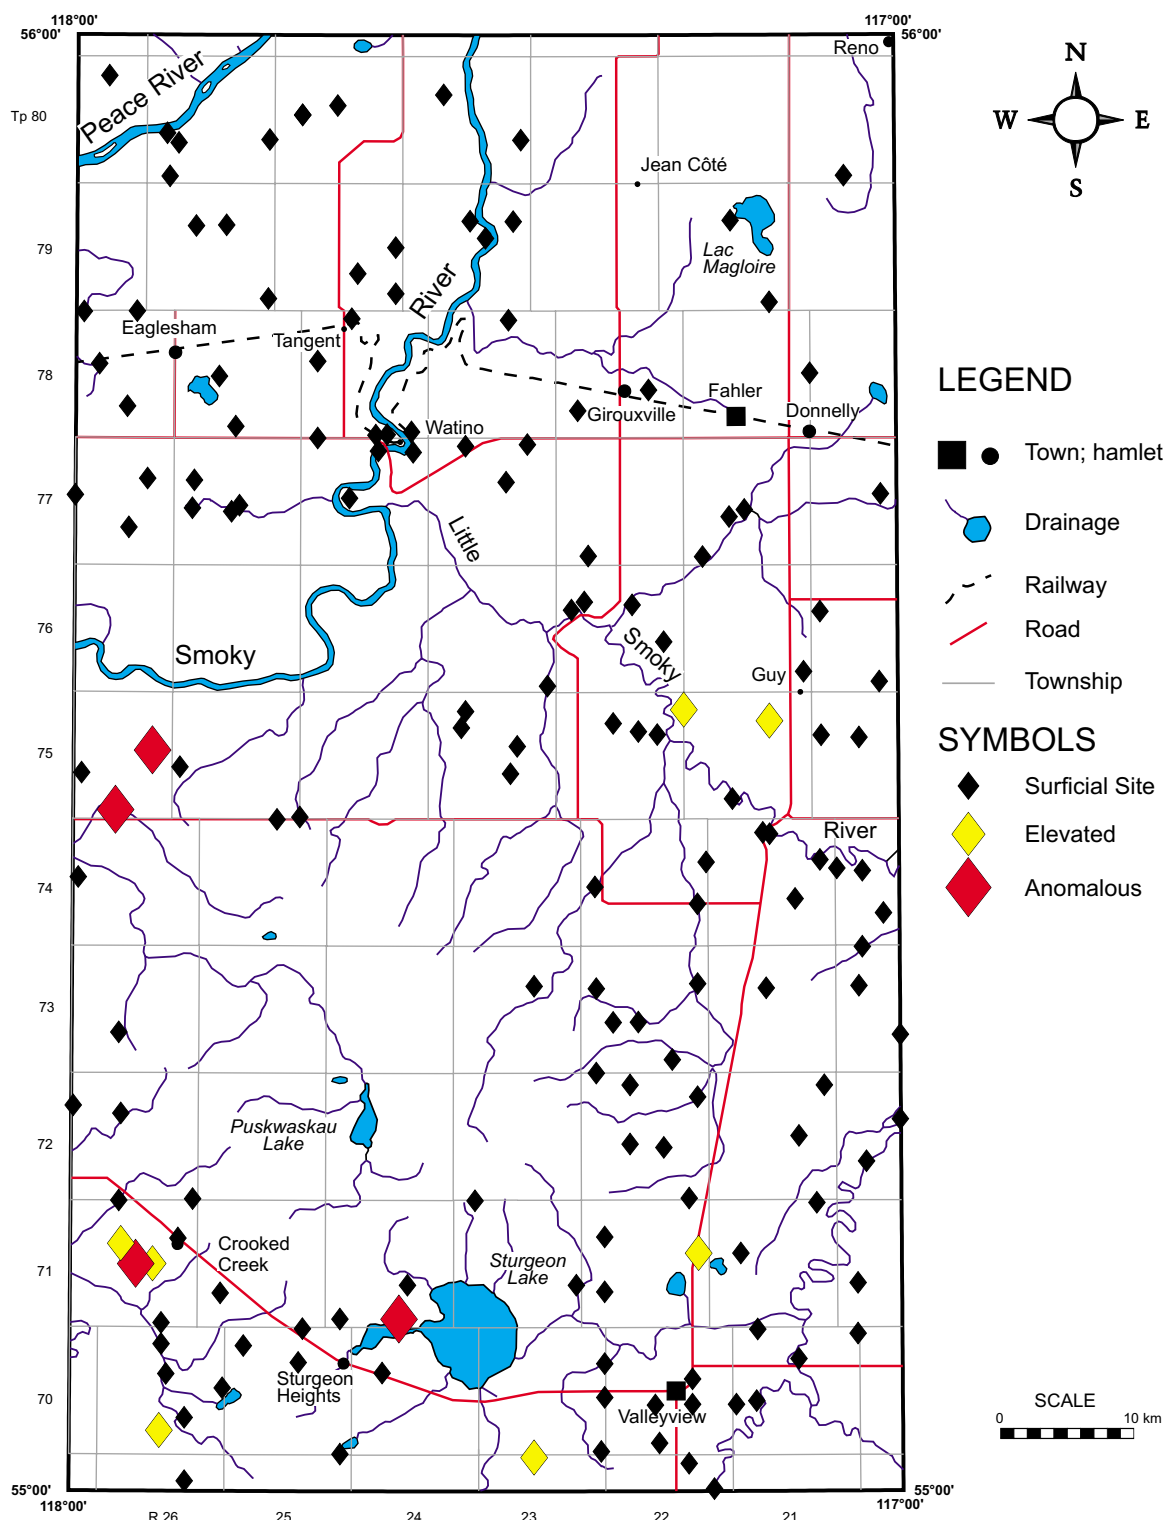 118°00'
117°00'
56°00'
56°00'
Reno
N
W
E
S
Peace River
Tp 80
Jean Côté
79
Lac
Magloire
River
Eaglesham
Tangent
78
Fahler
Girouxville
Donnelly
Watino
LEGEND
Town; hamlet
77
Drainage
Little
Railway
76
Road
Smoky
Smoky
Guy
Township
75
SYMBOLS
Surficial Site
River
Elevated
74
Anomalous
73
Puskwaskau
Lake
72
Crooked
Creek
71
Sturgeon
Lake
Sturgeon
Heights
70
Valleyview
SCALE
0
10 km
55°00'
118°00'
55°00'
117°00'
R 26
25
24
23
22
21